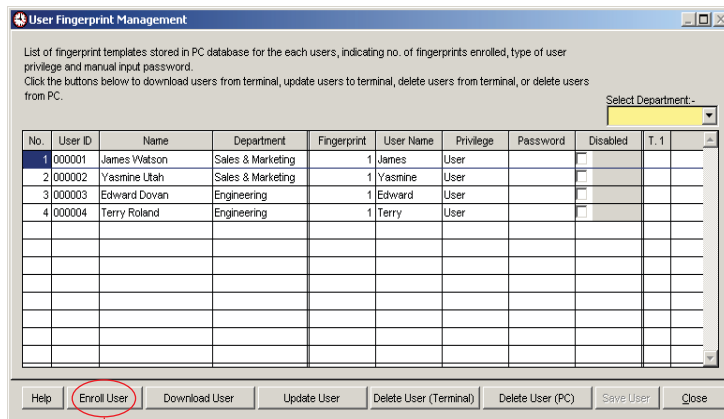 User Fingerprint Management
List of fingerprint templates stored in PC database for the each users, indicating no. of fingerprints enrolled, type of user
privilege and manual input password.
Click the buttons below to download users from terminal, update users to terminal, delete users from terminal, or delete users
from PC.
Select Department:-
No. User ID Name Department Fingerprint User Name Privilege Password Disabled T. 1
1 000001 James Watson Sales & Marketing 1 James User
2 000002 Yasmine Utah Sales & Marketing 1 Yasmine User
3 000003 Edward Dovan Engineering 1 Edward User
4 000004 Terry Roland Engineering 1 Terry User
Help Enroll User Download User Update User Delete User (Terminal) Delete User (PC) Save User Close